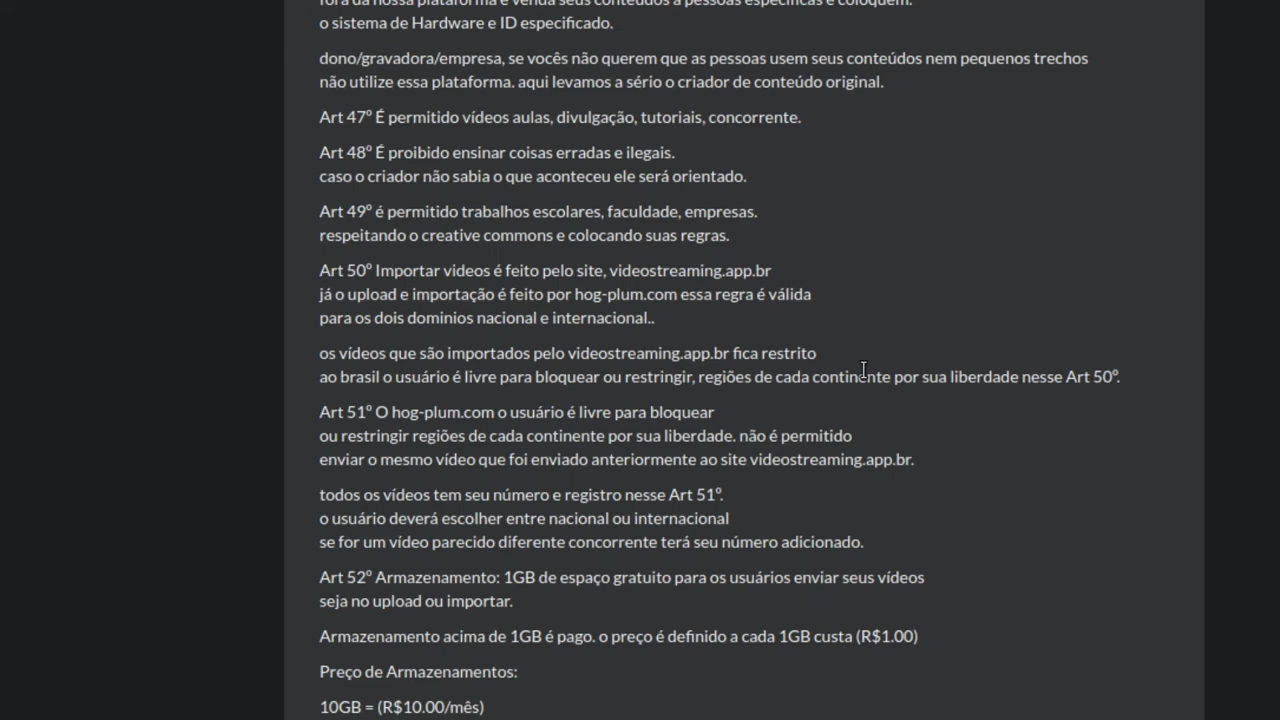 fora da nossa plataforma e venda seus conteúdos a pessoas específicas e coloquem.
o sistema de Hardware e ID especificado.
dono/gravadora/empresa, se vocês não querem que as pessoas usem seus conteúdos nem pequenos trechos
não utilize essa plataforma. aqui levamos a sério o criador de conteúdo original.
Art 47º É permitido vídeos aulas, divulgação, tutoriais, concorrente.
Art 48º É proibido ensinar coisas erradas e ilegais.
caso o criador não sabia o que aconteceu ele será orientado.
Art 49º é permitido trabalhos escolares, faculdade, empresas.
respeitando o creative commons e colocando suas regras.
Art 50º Importar videos é feito pelo site, videostreaming.app.br
já o upload e importação é feito por hog-plum.com essa regra é válida
para os dois dominios nacional e internacional..
os vídeos que são importados pelo videostreaming.app.br fica restrito
ao brasil o usuário é livre para bloquear ou restringir, regiões de cada continente por sua liberdade nesse Art 50º.
Art 51º O hog-plum.com o usuário é livre para bloquear
ou restringir regiões de cada continente por sua liberdade. não é permitido
enviar o mesmo vídeo que foi enviado anteriormente ao site videostreaming.app.br.
todos os vídeos tem seu número e registro nesse Art 51º.
o usuário deverá escolher entre nacional ou internacional
se for um vídeo parecido diferente concorrente terá seu número adicionado.
Art 52º Armazenamento: 1GB de espaço gratuito para os usuários enviar seus vídeos
seja no upload ou importar.
Armazenamento acima de 1GB é pago. o preço é definido a cada 1GB custa (R$1.00)
Preço de Armazenamentos:
10GB = (R$10.00/mês)